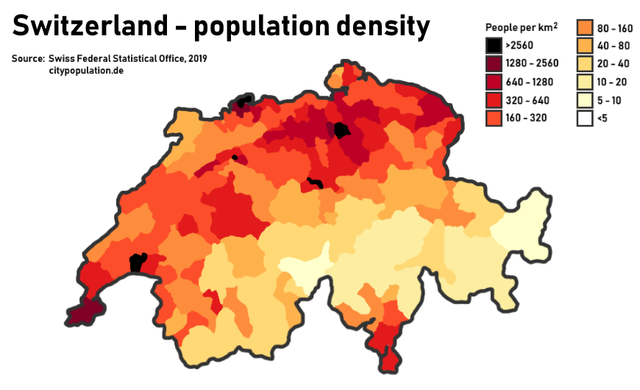 Switzerland - population density
Source: Swiss Federal Statistical Office, 2019
citypopulation.de
People per km²
>2560
1280 - 2560
640 - 1280
320 - 640
160 - 320
80 - 160
40 - 80
20 - 40
10 - 20
5 - 10
<5